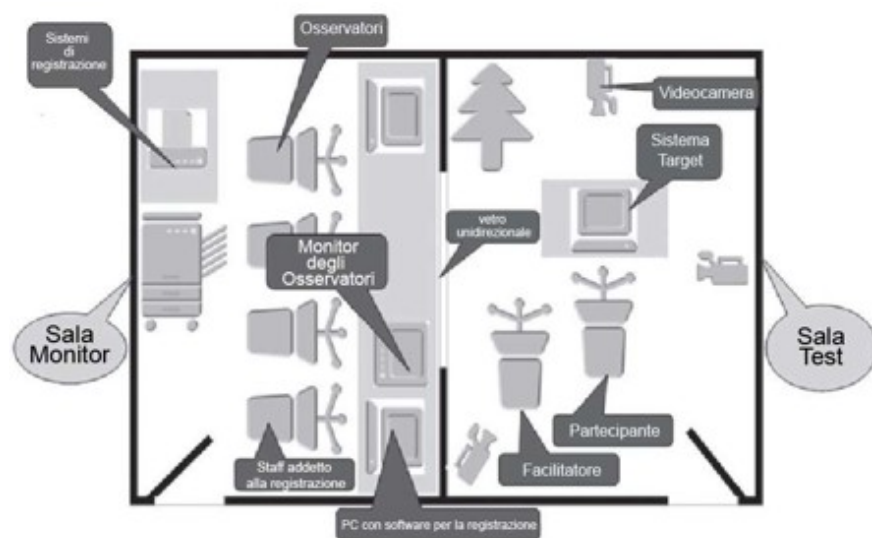 Sistemi
di
registrazione
Osservatori
Videocamera
Sistema
Target
vetro
unidirezionale
Monitor
degli
Osservatori
Sala
Monitor
Sala
Test
Partecipante
Facilitatore
Staff addetto
alla registrazione
PC con software per la registrazione